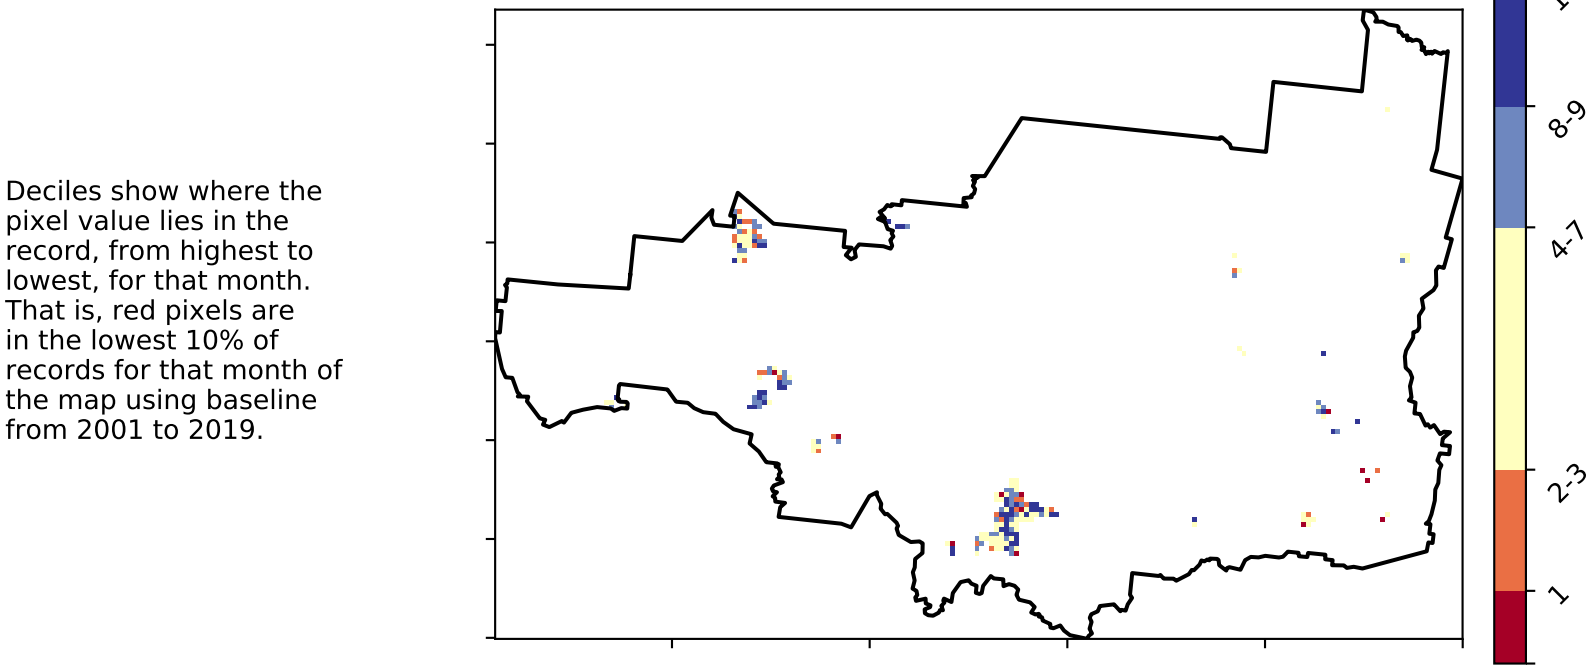 Deciles show where the
pixel value lies in the
record, from highest to
lowest, for that month.
That is, red pixels are
in the lowest 10% of
records for that month of
the map using baseline
from 2001 to 2019.
8-9
4-7
2-3
1